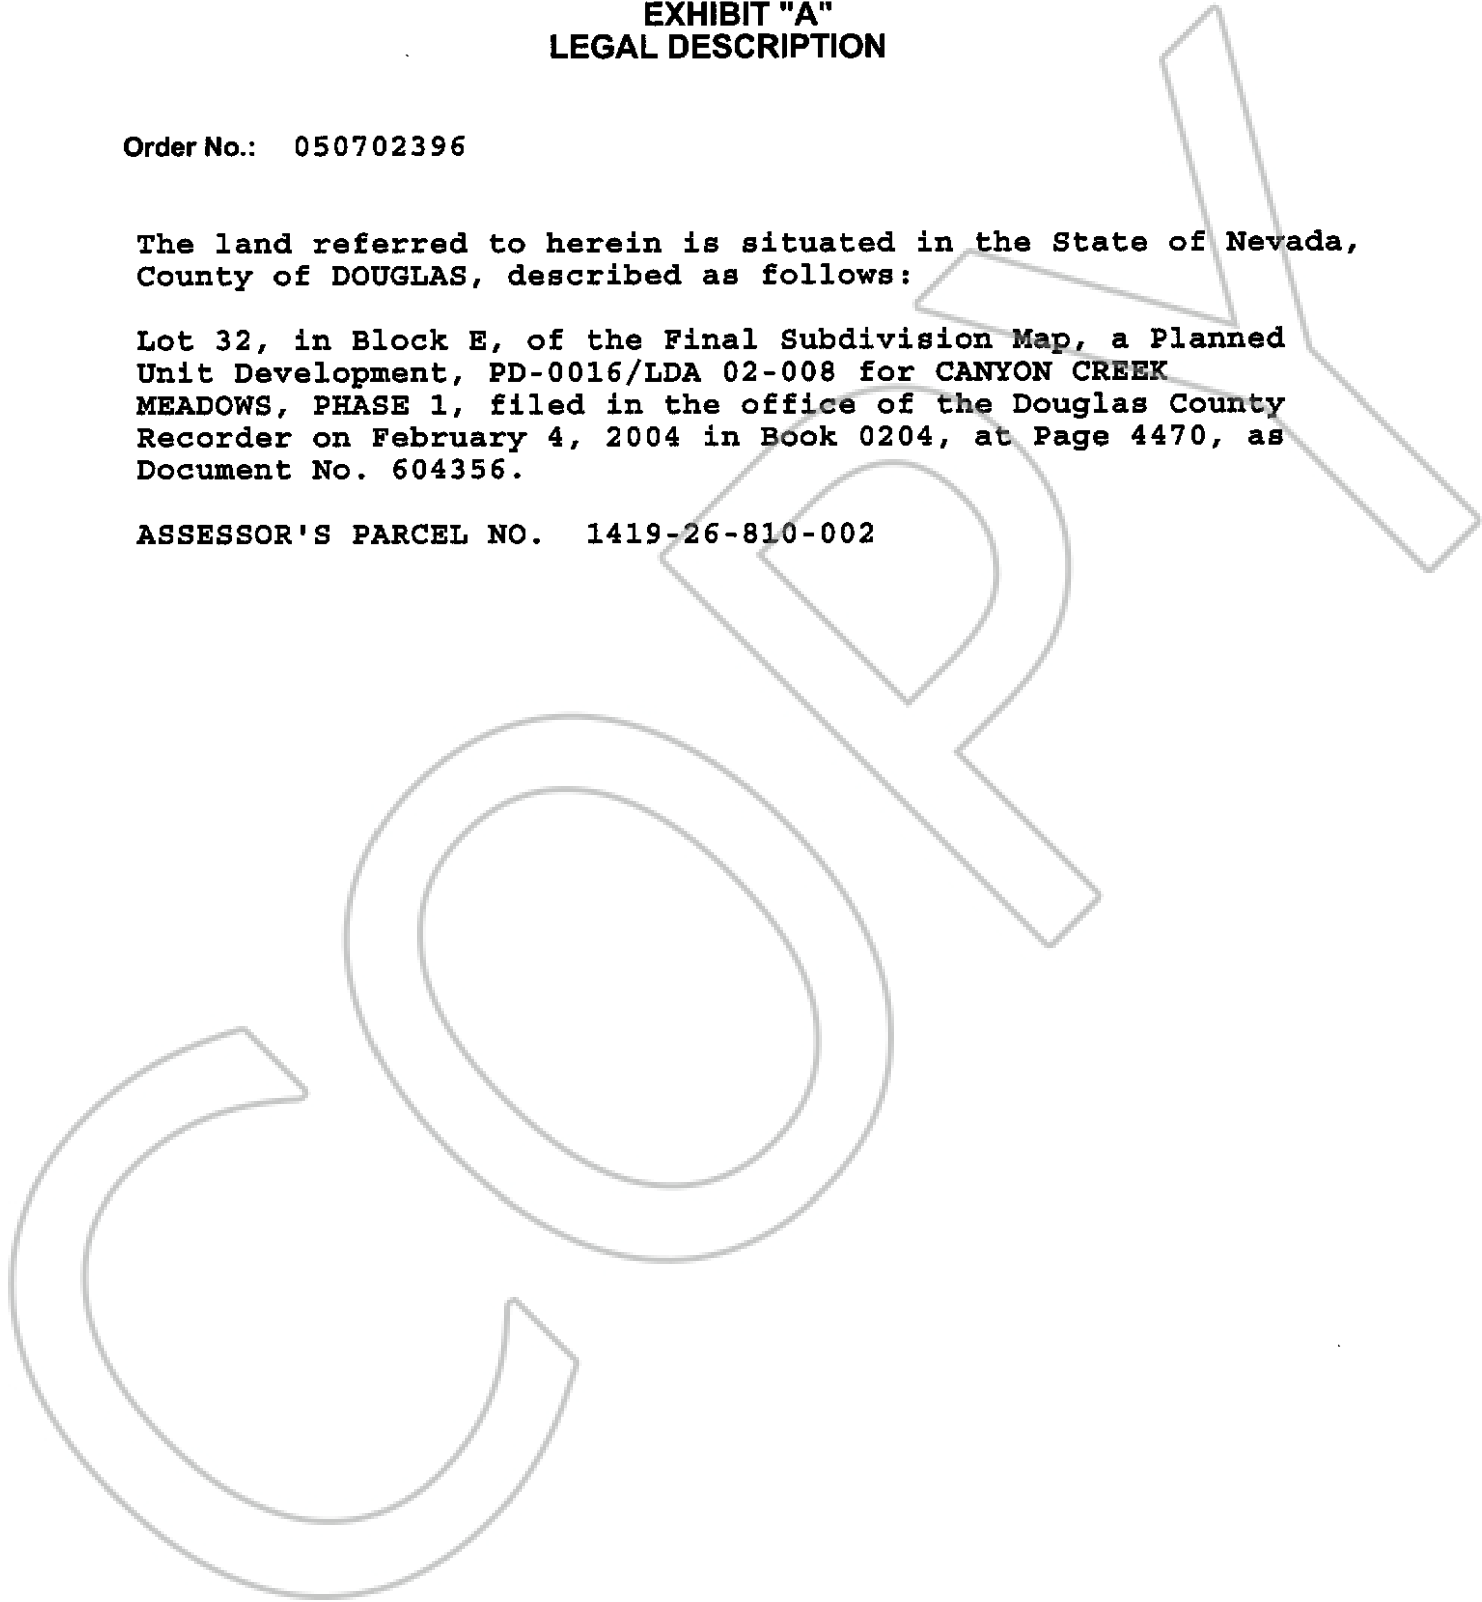 EXHIBIT "A"
LEGAL DESCRIPTION
Order No.: 050702396
The land referred to herein is situated in the State of Nevada,
County of DOUGLAS, described as follows:
Lot 32, in Block E, of the Final Subdivision Map, a Planned
Unit Development, PD-0016/LDA 02-008 for CANYON CREEK
MEADOWS, PHASE 1, filed in the office of the Douglas County
Recorder on February 4, 2004 in Book 0204, at Page 4470, as
Document No. 604356.
ASSESSOR'S PARCEL NO. 1419-26-810-002
COPY